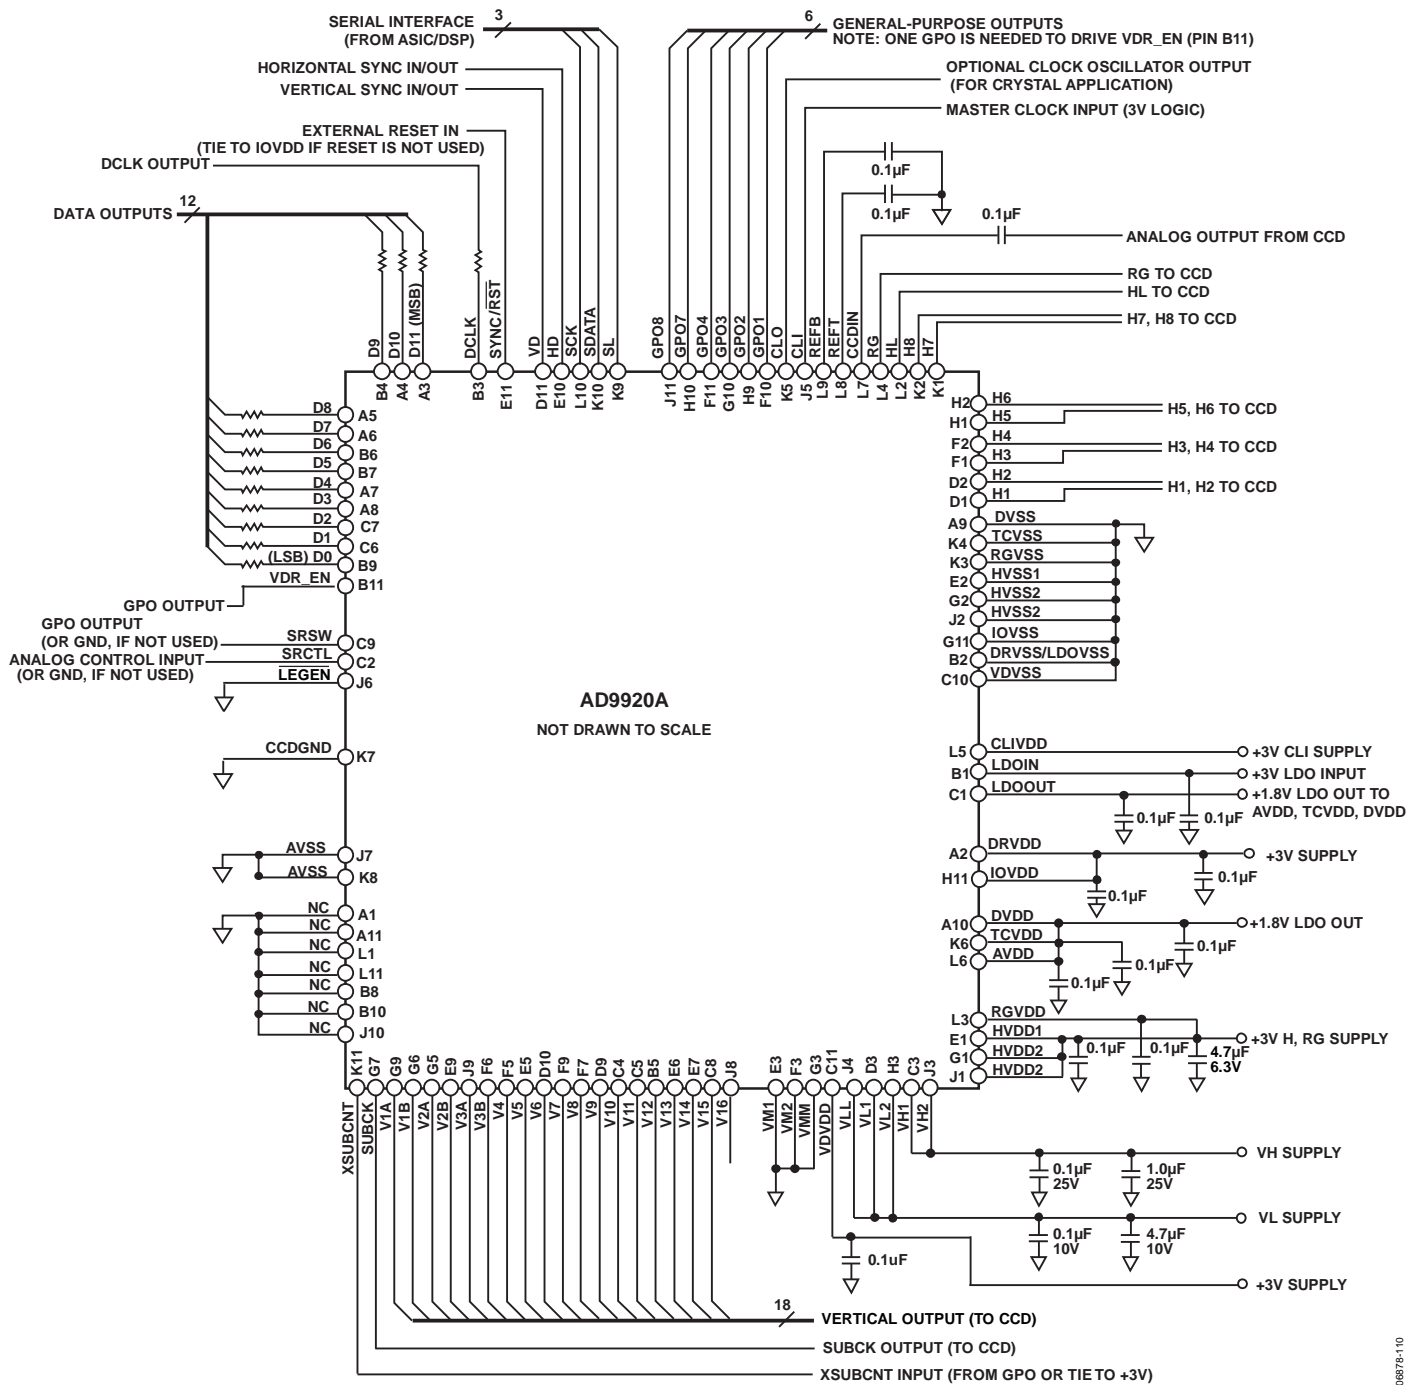 SERIAL INTERFACE
(FROM ASIC/DSP)
3
6
GENERAL-PURPOSE OUTPUTS
NOTE: ONE GPO IS NEEDED TO DRIVE VDR_EN (PIN B11)
HORIZONTAL SYNC IN/OUT
VERTICAL SYNC IN/OUT
OPTIONAL CLOCK OSCILLATOR OUTPUT
(FOR CRYSTAL APPLICATION)
MASTER CLOCK INPUT (3V LOGIC)
EXTERNAL RESET IN
(TIE TO IOVDD IF RESET IS NOT USED)
DCLK OUTPUT
0.1µF
0.1µF
DATA OUTPUTS
12
0.1µF
ANALOG OUTPUT FROM CCD
RG TO CCD
HL TO CCD
H7, H8 TO CCD
D9
D10
D11 (MSB)
DCLK
SYNC/RST
VD
HD
SCK
SDATA
SL
GPO8
GPO7
GPO4
GPO3
GPO2
GPO1
CLO
CLI
REFB
REFT
CCDIN
RG
HL
H8
H7
B4
A4
A3
B3
E11
D11
E10
L10
K10
K9
J11
H10
F11
G10
H9
F10
K5
J5
L9
L8
L7
L4
L2
K2
K1
D8 A5
D7 A6
D6 B6
D5 B7
D4 A7
D3 A8
D2 C7
D1 C6
(LSB) D0 B9
VDR_EN B11
GPO OUTPUT
GPO OUTPUT
(OR GND, IF NOT USED)
SRSW C9
ANALOG CONTROL INPUT
(OR GND, IF NOT USED)
SRCTL C2
LEGEN J6
CCDGND K7
AVSS J7
AVSS K8
NC A1
NC A11
NC L1
NC L11
NC B8
NC B10
NC J10
AD9920A
NOT DRAWN TO SCALE
H2 H6
H1 H5
H5, H6 TO CCD
F2 H4
F1 H3
H3, H4 TO CCD
D2 H2
D1 H1
H1, H2 TO CCD
A9 DVSS
K4 TCVSS
K3 RGVSS
E2 HVSS1
G2 HVSS2
J2 HVSS2
G11 IOVSS
B2 DRVSS/LDOVSS
C10 VDVSS
L5 CLIVDD
+3V CLI SUPPLY
B1 LDOIN
+3V LDO INPUT
C1 LDOOUT
+1.8V LDO OUT TO
AVDD, TCVDD, DVDD
0.1µF
0.1µF
A2 DRVDD
+3V SUPPLY
H11 IOVDD
0.1µF
0.1µF
A10 DVDD
+1.8V LDO OUT
K6 TCVDD
L6 AVDD
0.1µF
0.1µF
0.1µF
L3 RGVDD
E1 HVDD1
+3V H, RG SUPPLY
G1 HVDD2
J1 HVDD2
0.1µF
0.1µF
4.7µF
6.3V
K11
G7
G9
G6
G5
E9
J9
F6
F5
E5
D10
F9
F7
D9
C4
C5
B5
E6
E7
C8
J8
E3
F3
G3
C11
J4
D3
H3
C3
J3
XSUBCNT
SUBCK
V1A
V1B
V2A
V2B
V3A
V3B
V4
V5
V6
V7
V8
V9
V10
V11
V12
V13
V14
V15
V16
VM1
VM2
VMM
VDVDD
VLL
VL1
VL2
VH1
VH2
VH SUPPLY
0.1µF
25V
1.0µF
25V
VL SUPPLY
0.1µF
10V
4.7µF
10V
0.1uF
+3V SUPPLY
18
VERTICAL OUTPUT (TO CCD)
SUBCK OUTPUT (TO CCD)
XSUBCNT INPUT (FROM GPO OR TIE TO +3V)
06878-110